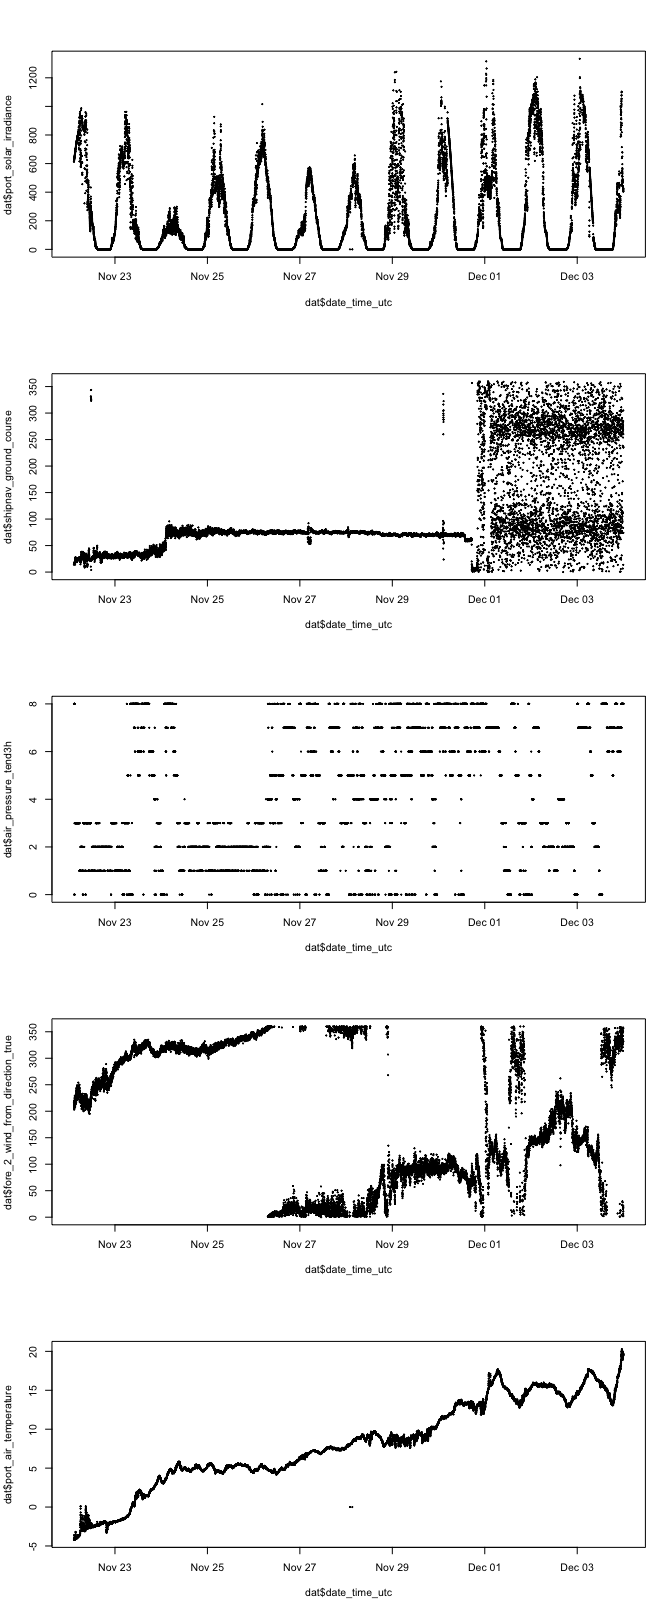 dat$port_solar_irradiance
0 200 400 600 800 1200
Nov 23 Nov 25 Nov 27 Nov 29 Dec 01 Dec 03
dat$date_time_utc
dat$shipnav_ground_course
0 50 100 150 200 250 300 350
Nov 23 Nov 25 Nov 27 Nov 29 Dec 01 Dec 03
dat$date_time_utc
dat$air_pressure_tend3h
0 2 4 6 8
Nov 23 Nov 25 Nov 27 Nov 29 Dec 01 Dec 03
dat$date_time_utc
dat$fore_2_wind_from_direction_true
0 50 100 150 200 250 300 350
Nov 23 Nov 25 Nov 27 Nov 29 Dec 01 Dec 03
dat$date_time_utc
dat$port_air_temperature
-5 0 5 10 15 20
Nov 23 Nov 25 Nov 27 Nov 29 Dec 01 Dec 03
dat$date_time_utc